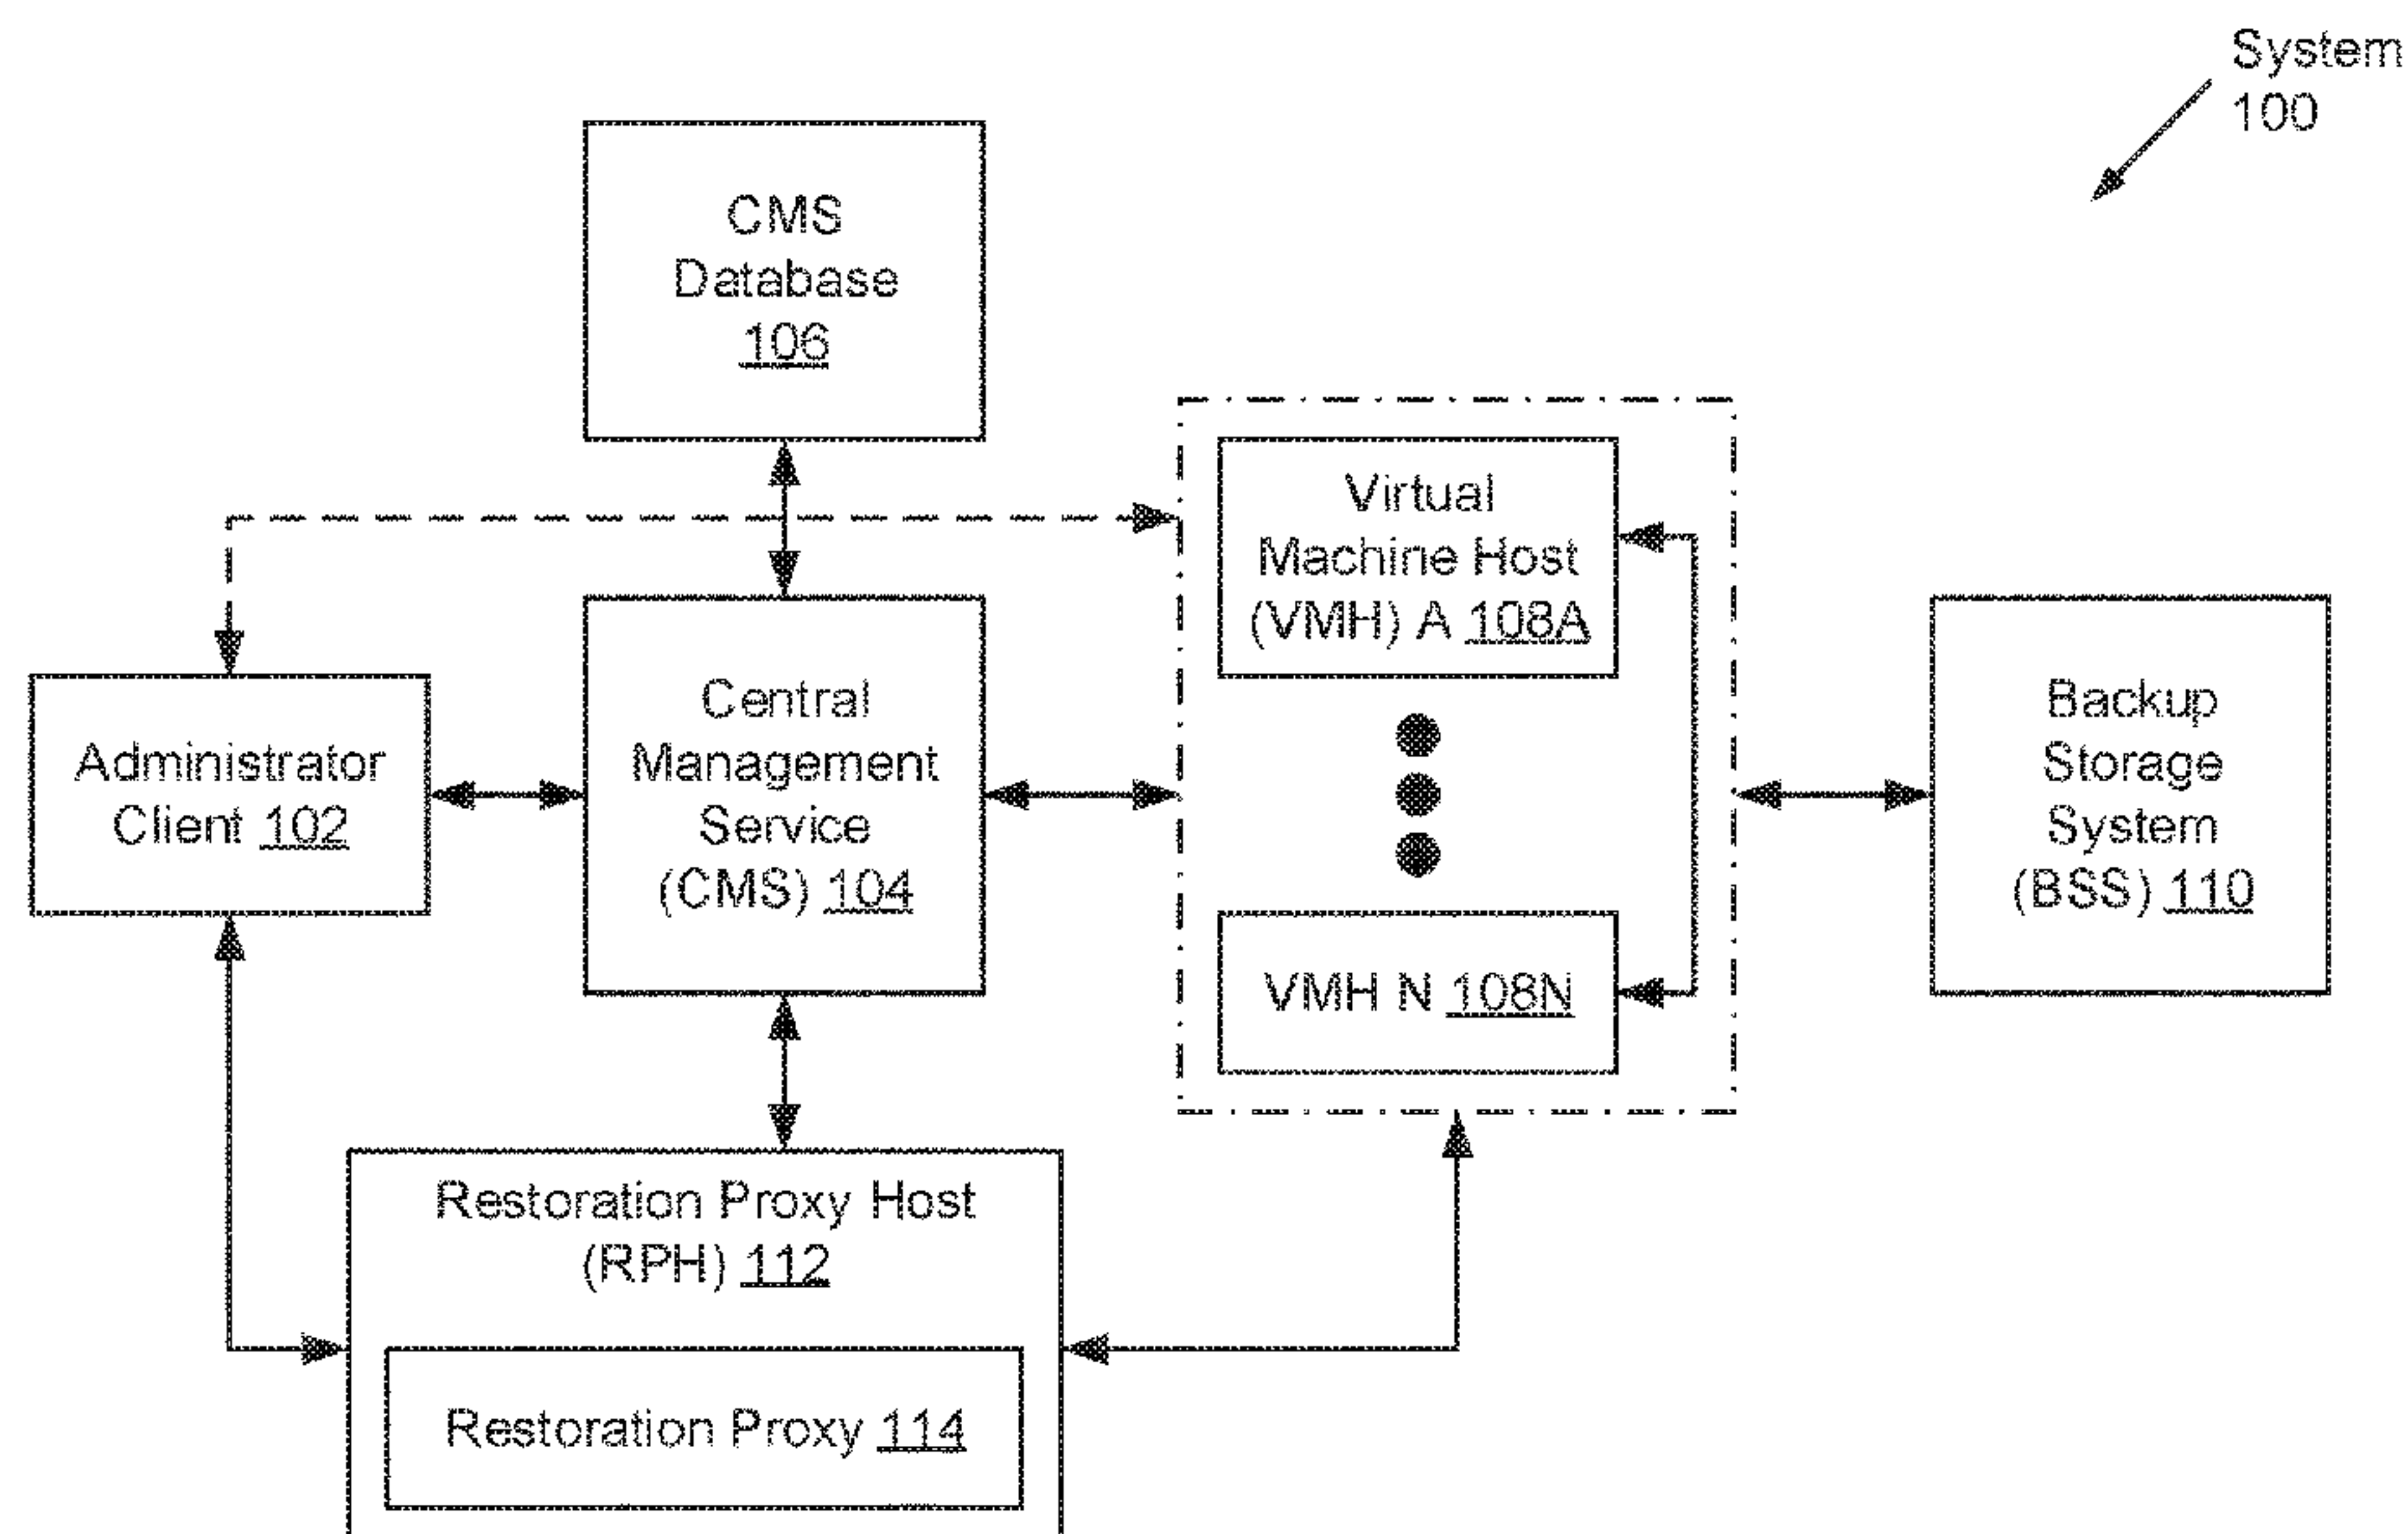 System
100
CMS
Database
106
Virtual
Machine Host
(VMH) A 108A
Central
Management
Service
(CMS) 104
Administrator
Client 102
Backup
Storage
System
(BSS) 110
VMH N 108N
Restoration Proxy Host
(RPH) 112
Restoration Proxy 114